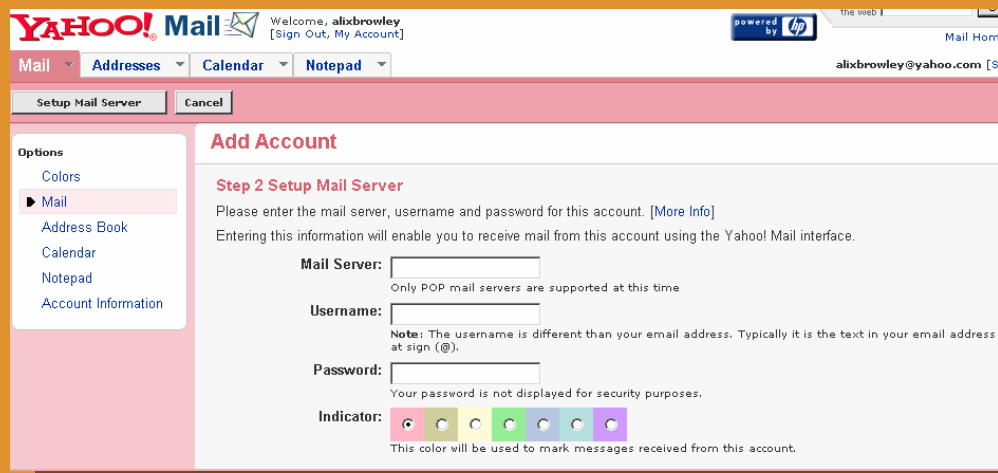 YAHOO! Mail
Welcome, alixbrowley
[Sign Out, My Account]
powered by hp
the web
Mail Hom
Mail Addresses Calendar Notepad
alixbrowley@yahoo.com [S
Setup Mail Server Cancel
Options
Colors
Mail
Address Book
Calendar
Notepad
Account Information
Add Account
Step 2 Setup Mail Server
Please enter the mail server, username and password for this account. [More Info]
Entering this information will enable you to receive mail from this account using the Yahoo! Mail interface.
Mail Server:
Only POP mail servers are supported at this time
Username:
Note: The username is different than your email address. Typically it is the text in your email address
at sign (@).
Password:
Your password is not displayed for security purposes.
Indicator:
This color will be used to mark messages received from this account.